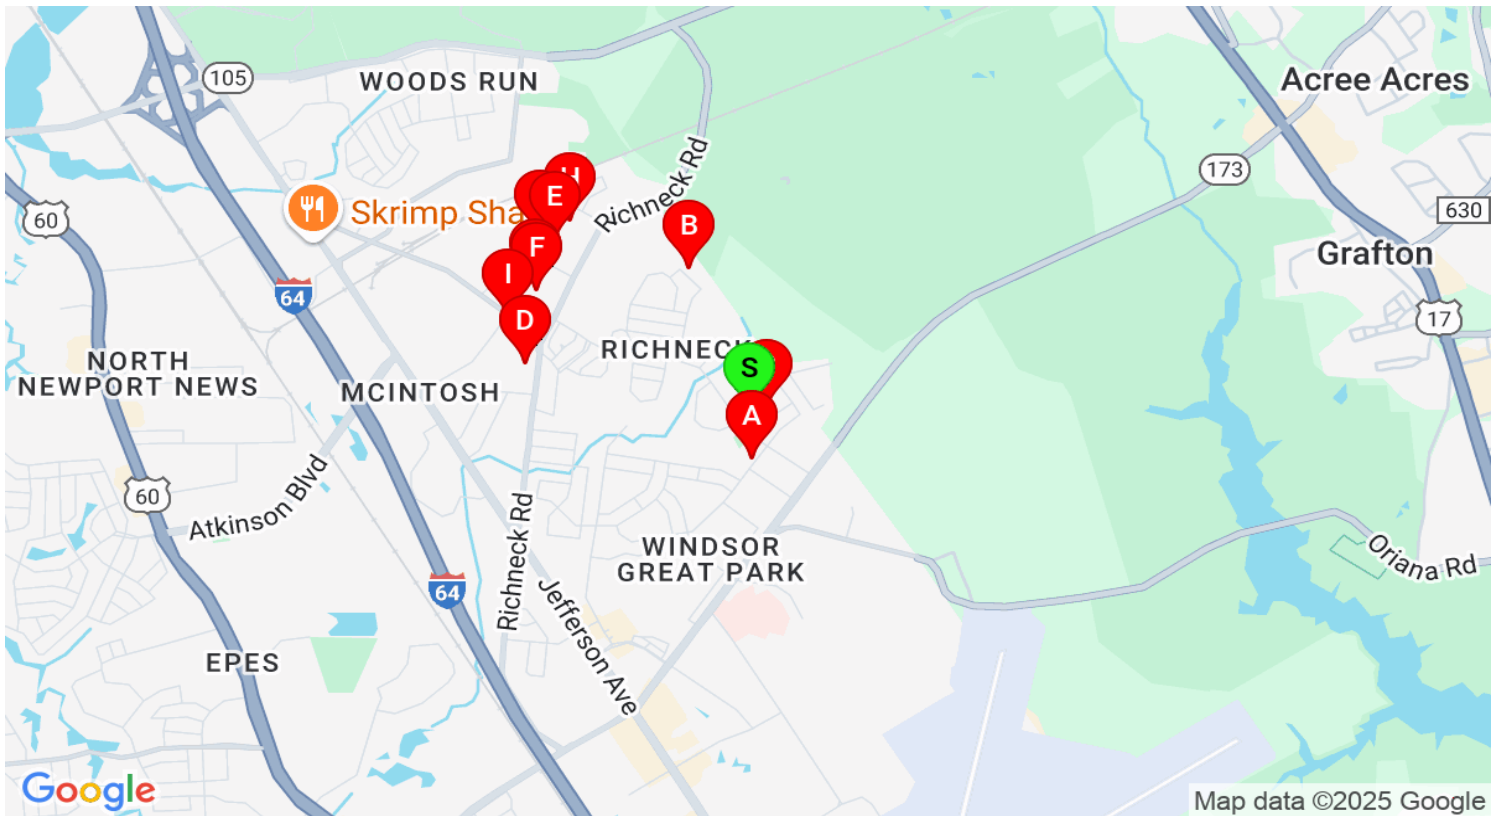 105
WOODS RUN
Acree Acres
Richneck Rd
173
60
Skrimp Sha
H
E
B
630
F
Grafton
I
64
D
17
RICHNECK
S
NORTH
NEWPORT NEWS
MCINTOSH
A
60
Atkinson Blvd
Richneck Rd
WINDSOR
GREAT PARK
Oriana Rd
64
Jefferson Ave
EPES
Google
Map data ©2025 Google